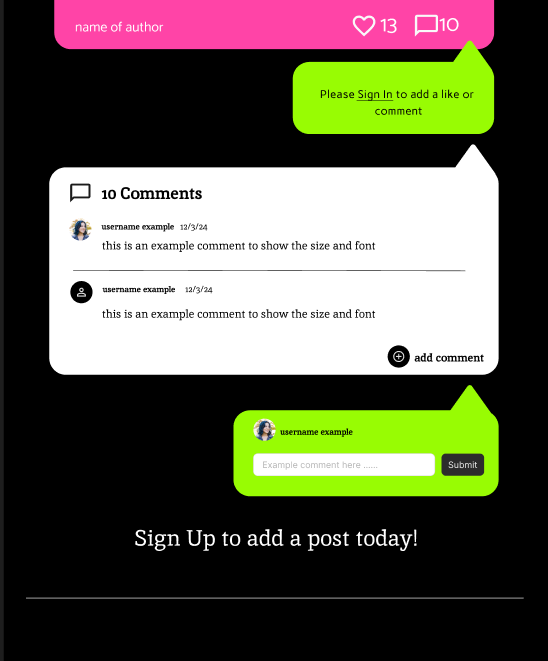 name of author 13 10
Please Sign In to add a like or
comment
10 Comments
username example 12/3/24
this is an example comment to show the size and font
username example 12/3/24
this is an example comment to show the size and font
add comment
username example
Example comment here ......
Submit
Sign Up to add a post today!